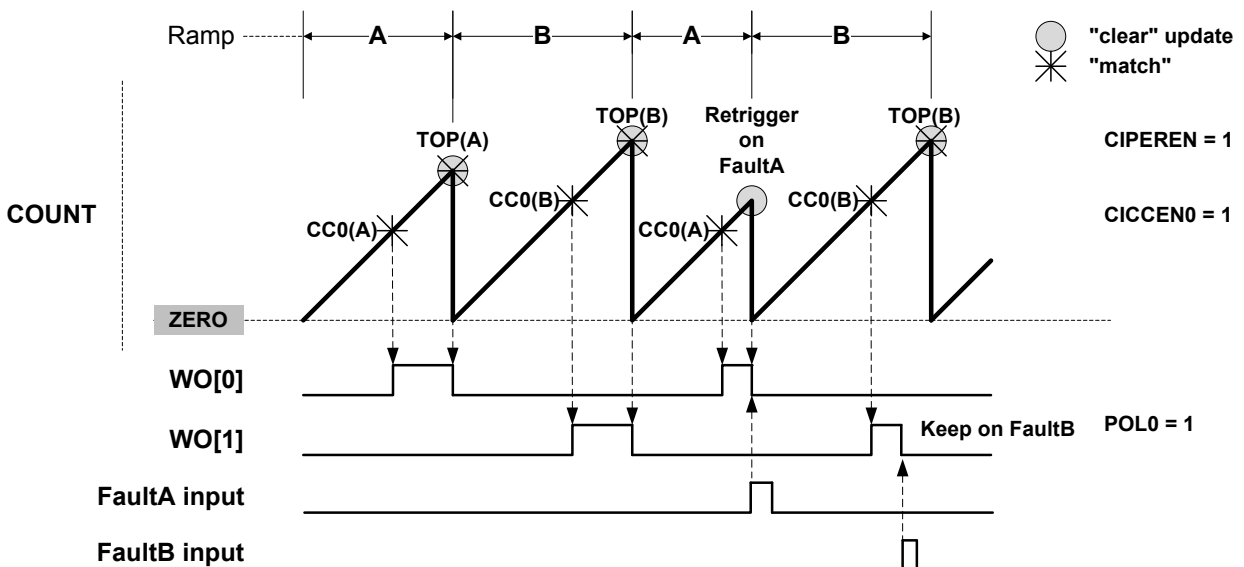 Ramp A B A B
"clear" update
"match"
TOP(A)
TOP(B)
Retrigger
on
FaultA
TOP(B)
CIPEREN = 1
COUNT
CC0(A)
CC0(B)
CC0(A)
CC0(B)
CICCEN0 = 1
ZERO
WO[0]
WO[1]
Keep on FaultB
POL0 = 1
FaultA input
FaultB input